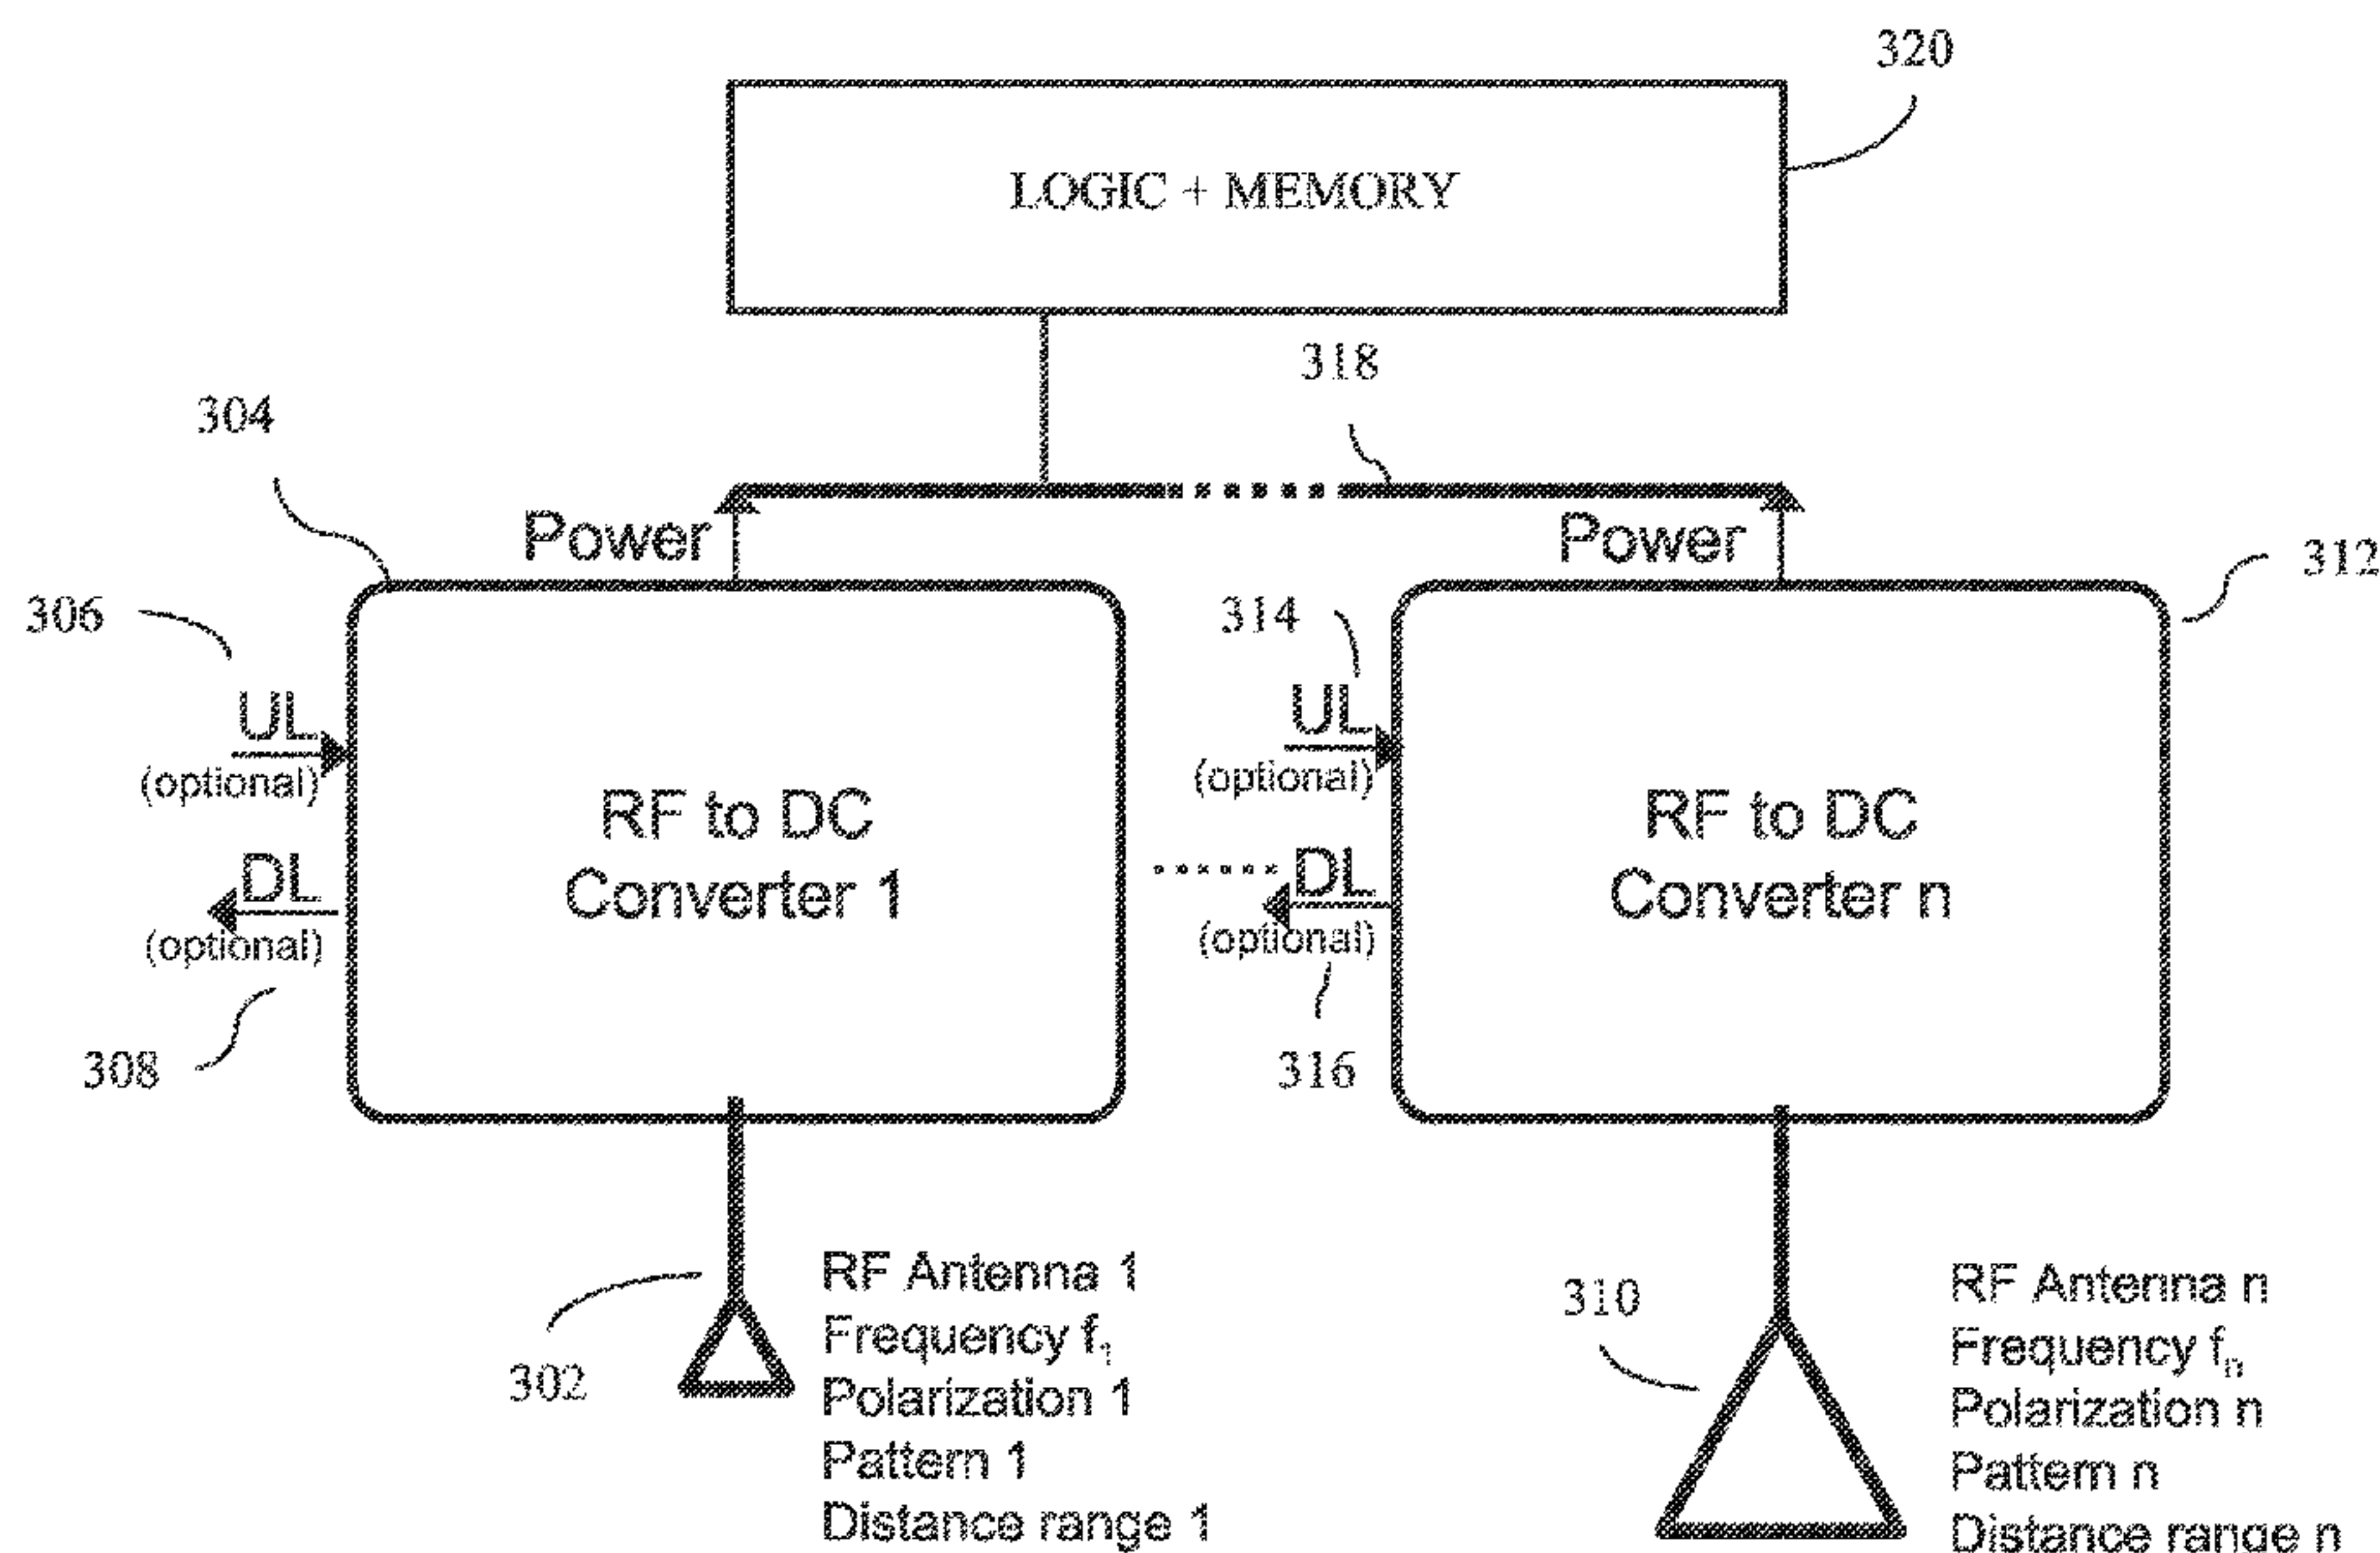 320
LOGIC + MEMORY
318
304
Power
Power
312
306
314
UL
(optional)
UL
(optional)
RF to DC
Converter 1
RF to DC
Converter n
DL
(optional)
DL
(optional)
308
316
302
RF Antenna 1
Frequency f₁
Polarization 1
Pattern 1
Distance range 1
310
RF Antenna n
Frequency fₙ
Polarization n
Pattern n
Distance range n